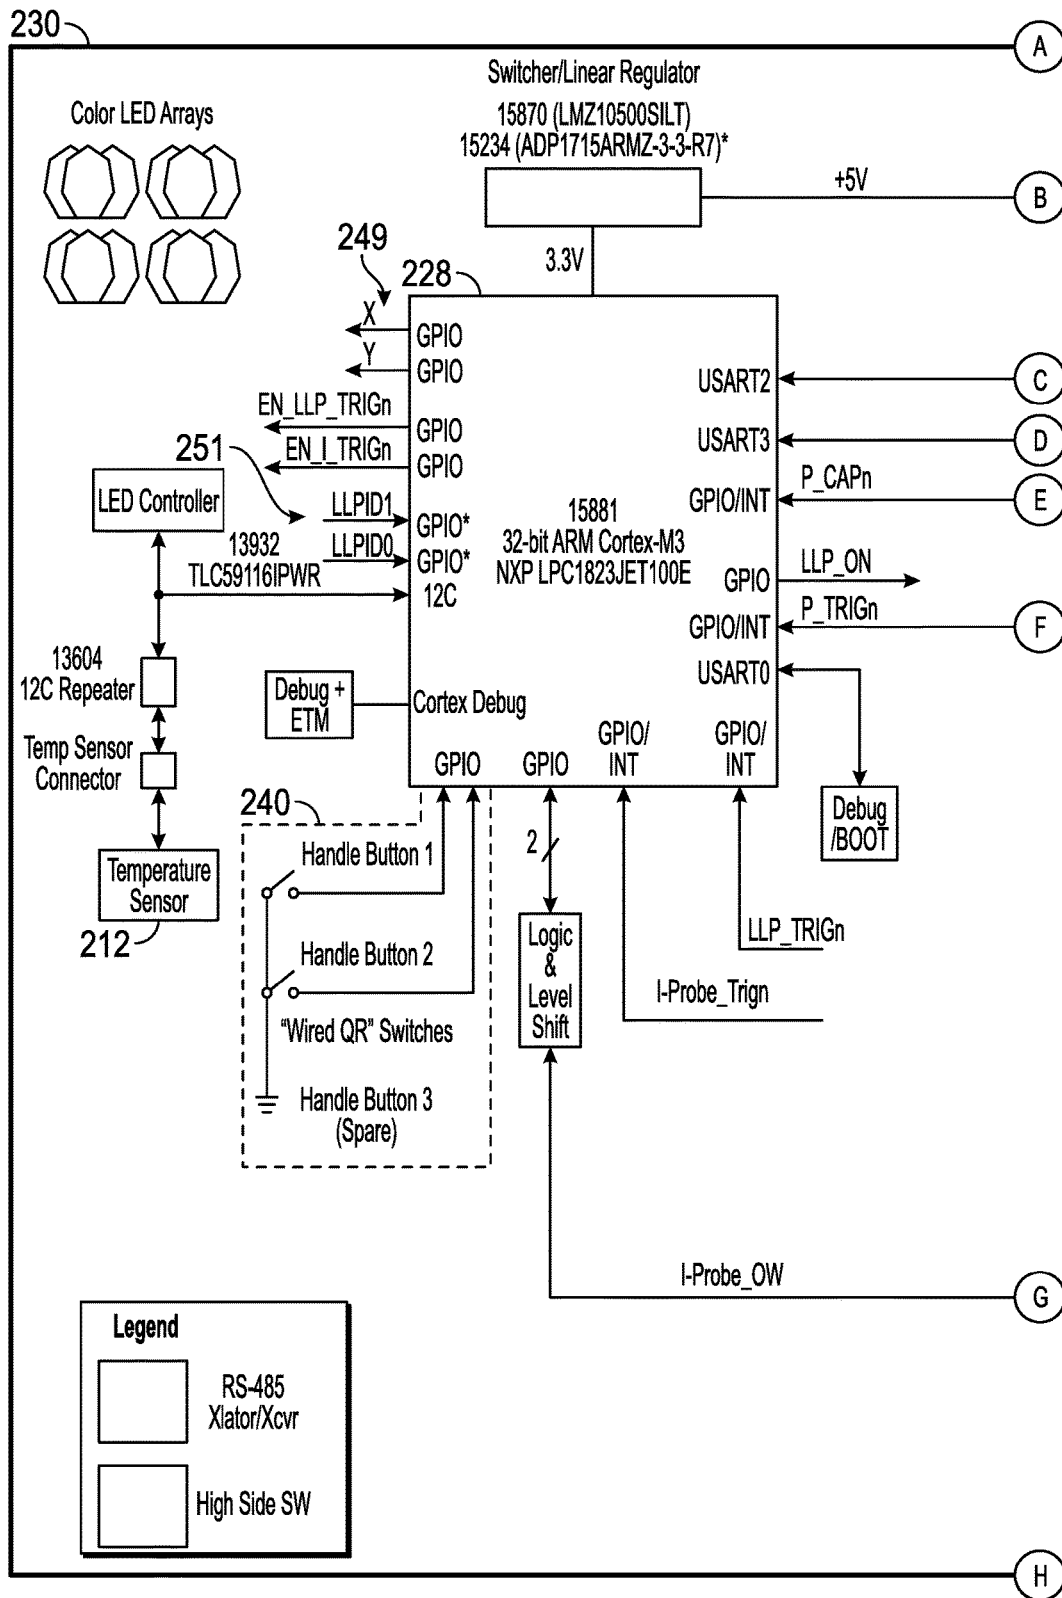 230
A
Switcher/Linear Regulator
15870 (LMZ10500SILT)
15234 (ADP1715ARMZ-3-3-R7)*
Color LED Arrays
+5V
B
3.3V
249
228
X
GPIO
Y
GPIO
EN_LLP_TRIGn
GPIO
EN_I_TRIGn
GPIO
251
LLPID1
GPIO*
LLPID0
GPIO*
13932
TLC59116IPWR
12C
LED Controller
15881
32-bit ARM Cortex-M3
NXP LPC1823JET100E
USART2
C
USART3
D
P_CAPn
GPIO/INT
E
LLP_ON
GPIO
P_TRIGn
GPIO/INT
F
USART0
13604
12C Repeater
Temp Sensor
Connector
Temperature
Sensor
212
Debug +
ETM
Cortex Debug
GPIO
GPIO
GPIO/
INT
GPIO/
INT
Debug
/BOOT
240
Handle Button 1
Handle Button 2
"Wired QR" Switches
Handle Button 3
(Spare)
2
Logic
&
Level
Shift
LLP_TRIGn
I-Probe_Trign
I-Probe_OW
G
Legend
RS-485
Xlator/Xcvr
High Side SW
H